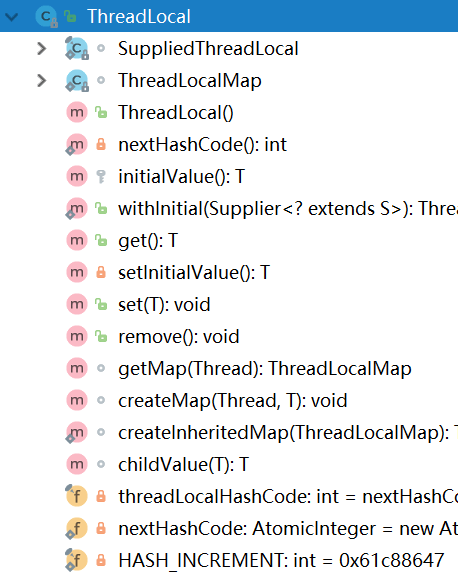 ThreadLocal
SuppliedThreadLocal
ThreadLocalMap
ThreadLocal()
nextHashCode(): int
initialValue(): T
withInitial(Supplier<? extends S>): Threa
get(): T
setInitialValue(): T
set(T): void
remove(): void
getMap(Thread): ThreadLocalMap
createMap(Thread, T): void
createInheritedMap(ThreadLocalMap): T
childValue(T): T
threadLocalHashCode: int = nextHashCo
nextHashCode: AtomicInteger = new At
HASH_INCREMENT: int = 0x61c88647